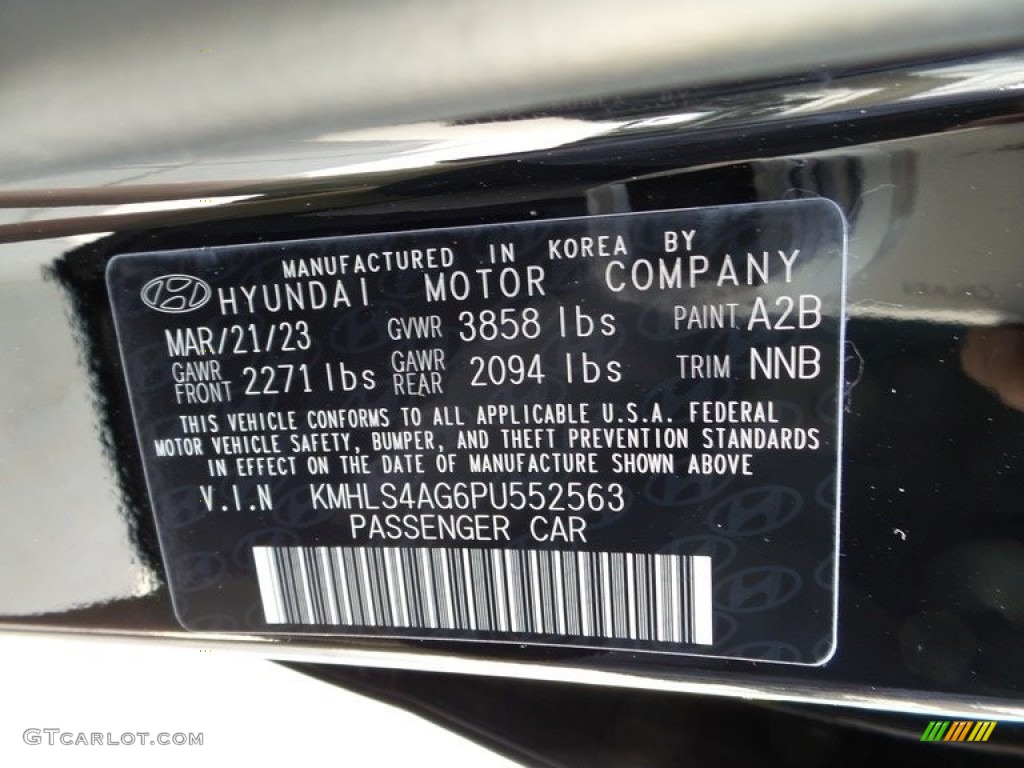 MANUFACTURED IN KOREA BY
HYUNDAI MOTOR COMPANY
MAR/21/23 GVWR 3858 lbs PAINT A2B
GAWR FRONT 2271 lbs GAWR REAR 2094 lbs TRIM NNB
THIS VEHICLE CONFORMS TO ALL APPLICABLE U.S.A. FEDERAL
MOTOR VEHICLE SAFETY, BUMPER, AND THEFT PREVENTION STANDARDS
IN EFFECT ON THE DATE OF MANUFACTURE SHOWN ABOVE
V.I.N KMHLS4AG6PU552563
PASSENGER CAR
GTCarLot.com